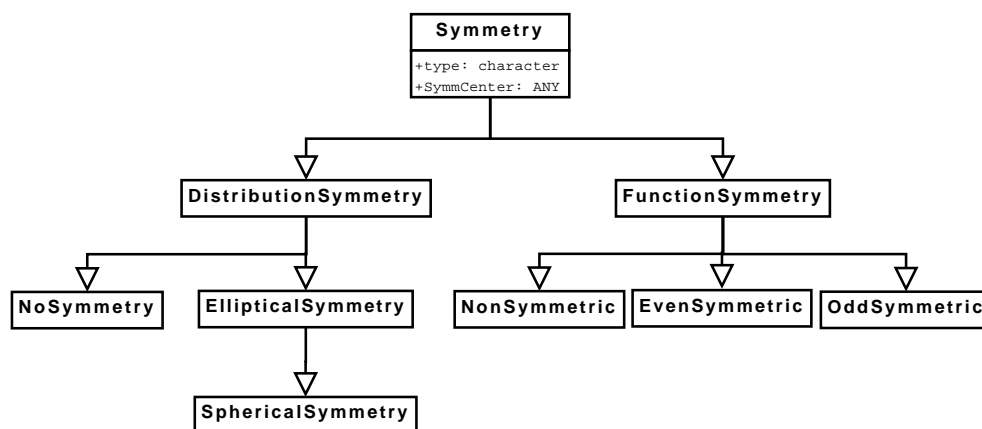 Symmetry
+type: character
+SymmCenter: ANY
DistributionSymmetry
FunctionSymmetry
NoSymmetry
EllipticalSymmetry
NonSymmetric
EvenSymmetric
OddSymmetric
SphericalSymmetry